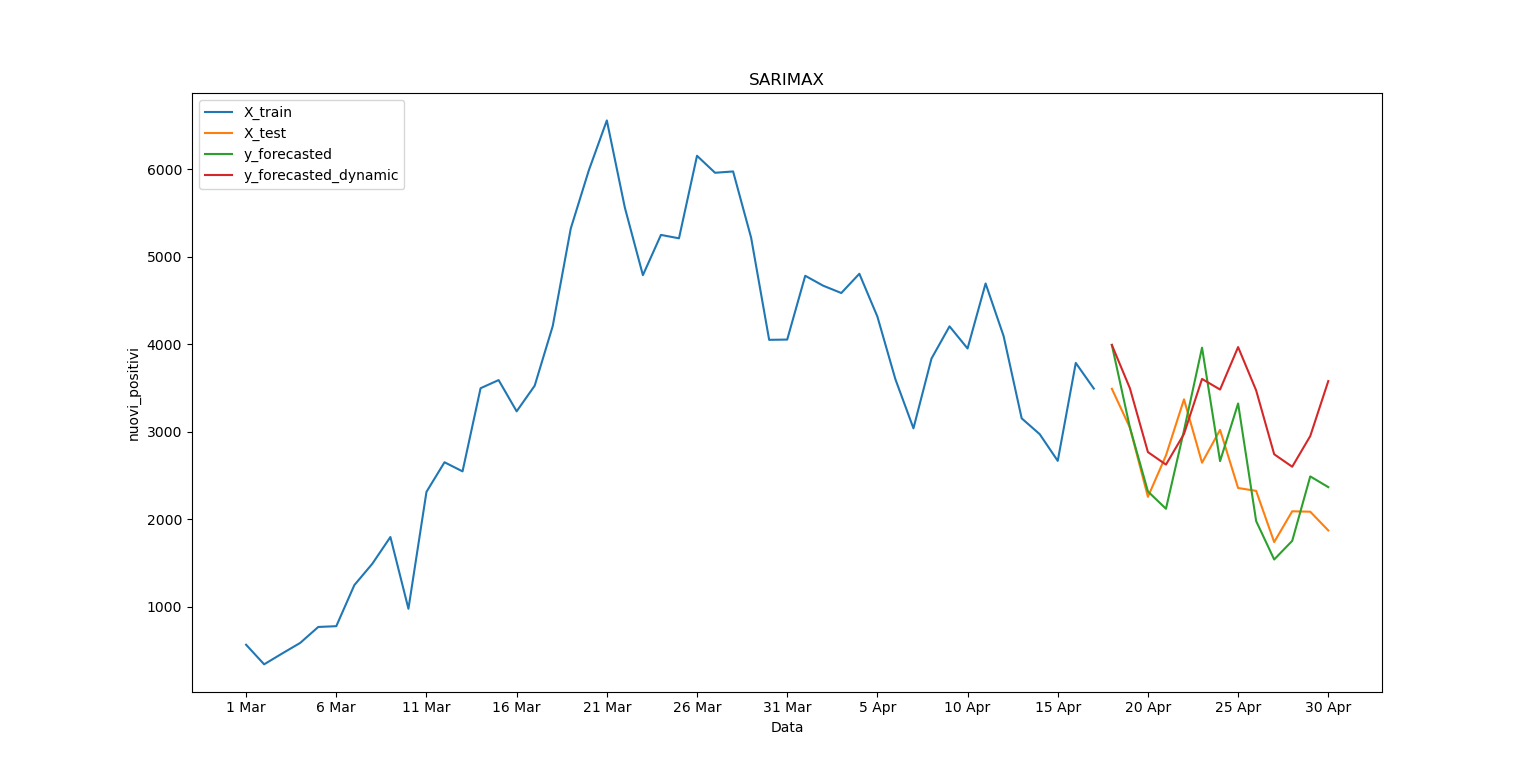 SARIMAX
X_train
X_test
y_forecasted
y_forecasted_dynamic
6000
5000
4000
3000
2000
1000
nuovi_positivi
1 Mar 6 Mar 11 Mar 16 Mar 21 Mar 26 Mar 31 Mar 5 Apr 10 Apr 15 Apr 20 Apr 25 Apr 30 Apr
Data